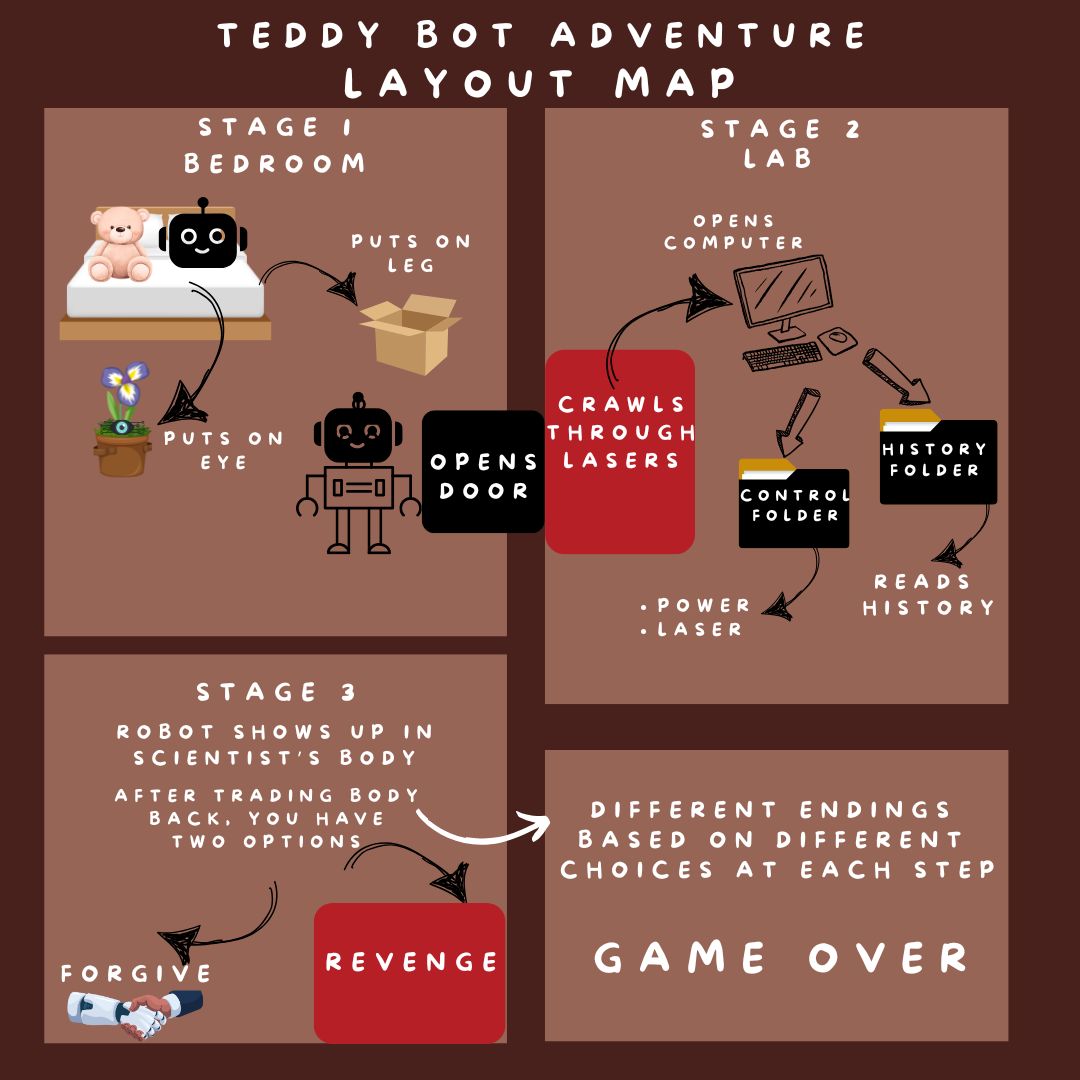 TEDDY BOT ADVENTURE
LAYOUT MAP
STAGE 1
BEDROOM
PUTS ON
LEG
PUTS ON
EYE
OPENS
DOOR
STAGE 2
LAB
OPENS
COMPUTER
CRAWLS
THROUGH
LASERS
HISTORY
FOLDER
CONTROL
FOLDER
• POWER
• LASER
READS
HISTORY
STAGE 3
ROBOT SHOWS UP IN
SCIENTIST'S BODY
AFTER TRADING BODY
BACK, YOU HAVE
TWO OPTIONS
FORGIVE
REVENGE
DIFFERENT ENDINGS
BASED ON DIFFERENT
CHOICES AT EACH STEP
GAME OVER